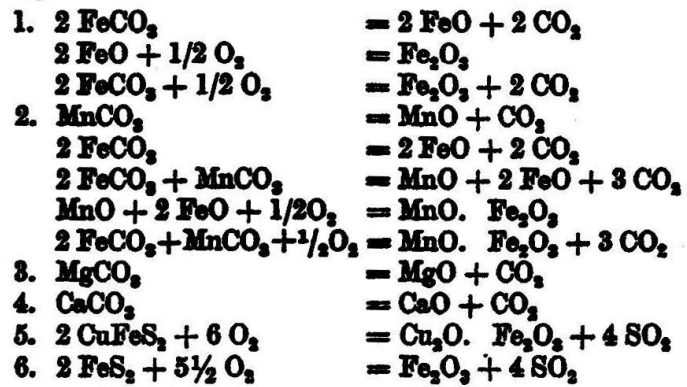 1. 2 FeCO₃ = 2 FeO + 2 CO₂
2 FeO + 1/2 O₂ = Fe₂O₃
2 FeCO₃ + 1/2 O₂ = Fe₂O₃ + 2 CO₂
2. MnCO₃ = MnO + CO₂
2 FeCO₃ = 2 FeO + 2 CO₂
2 FeCO₃ + MnCO₃ = MnO + 2 FeO + 3 CO₂
MnO + 2 FeO + 1/2O₂ = MnO. Fe₂O₃
2 FeCO₃+MnCO₃+¹/₂O₂ = MnO. Fe₂O₃ + 3 CO₂
3. MgCO₃ = MgO + CO₂
4. CaCO₃ = CaO + CO₂
5. 2 CuFeS₂ + 6 O₂ = Cu₂O. Fe₂O₃ + 4 SO₂
6. 2 FeS₂ + 5½ O₂ = Fe₂O₃ + 4 SO₂